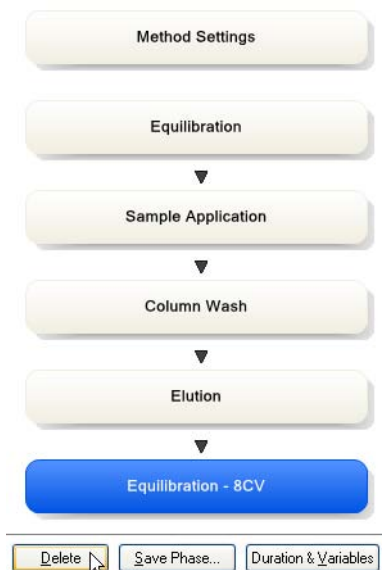 Method Settings
Equilibration
Sample Application
Column Wash
Elution
Equilibration - 8CV
Delete Save Phase... Duration & Variables